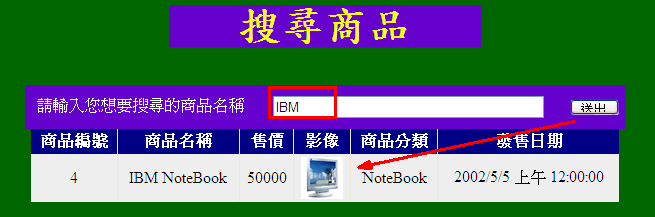 搜尋商品
請輸入您想要搜尋的商品名稱 IBM 送出
商品編號 商品名稱 售價 影像 商品分類 發售日期
4 IBM NoteBook 50000 NoteBook 2002/5/5 上午 12:00:00